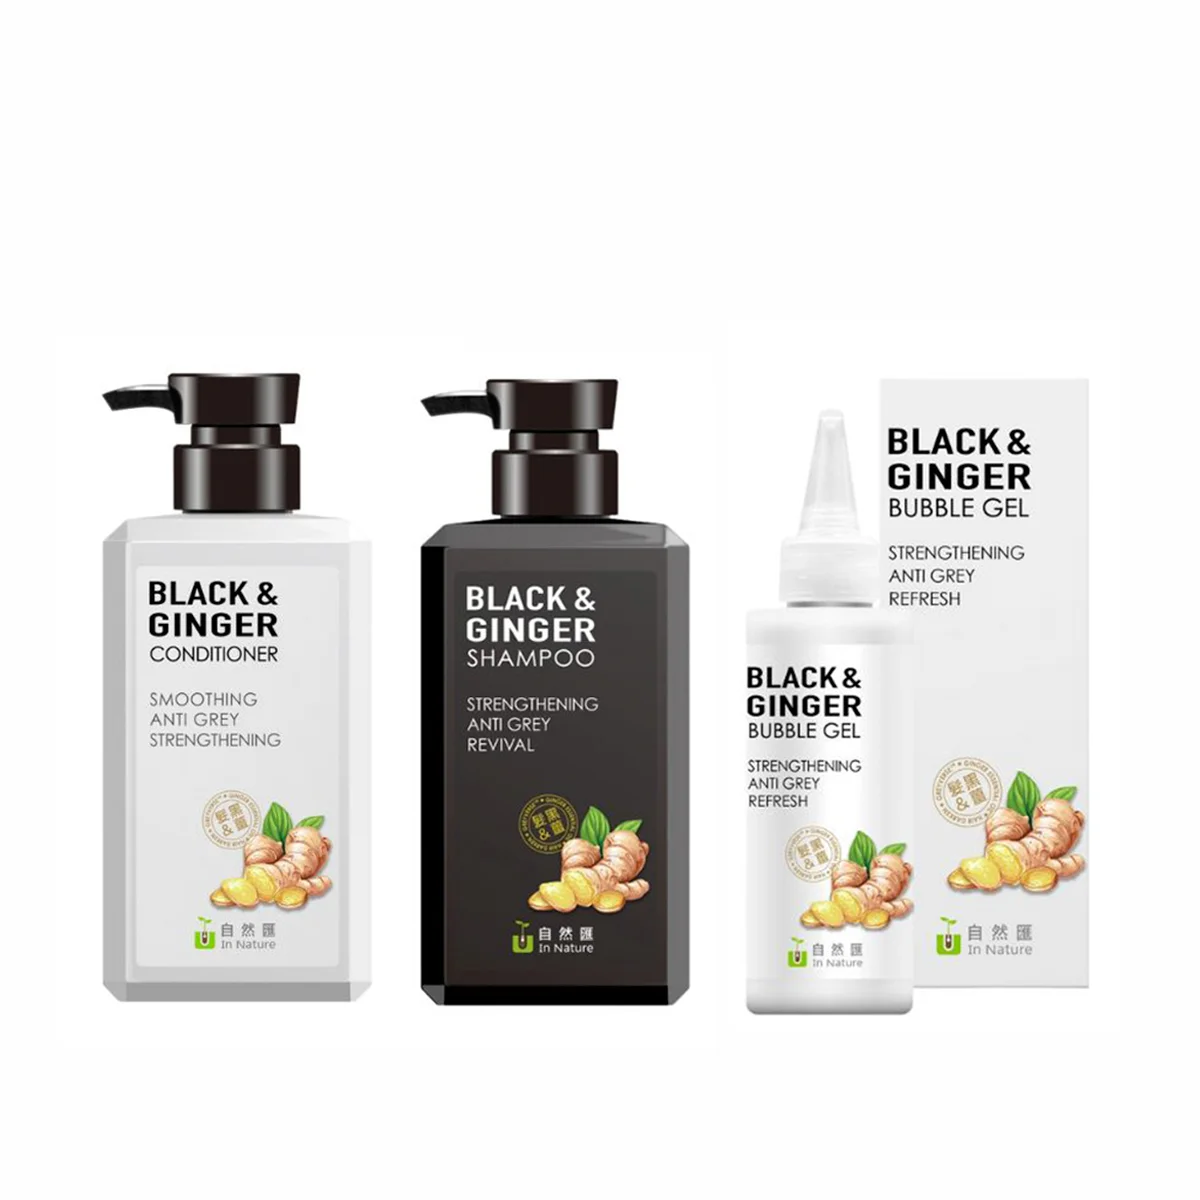 BLACK &
GINGER
CONDITIONER
SMOOTHING
ANTI GREY
STRENGTHENING
自然匯
In Nature
BLACK &
GINGER
SHAMPOO
STRENGTHENING
ANTI GREY
REVIVAL
自然匯
In Nature
BLACK &
GINGER
BUBBLE GEL
STRENGTHENING
ANTI GREY
REFRESH
自然匯
In Nature
BLACK &
GINGER
BUBBLE GEL
STRENGTHENING
ANTI GREY
REFRESH
自然匯
In Nature